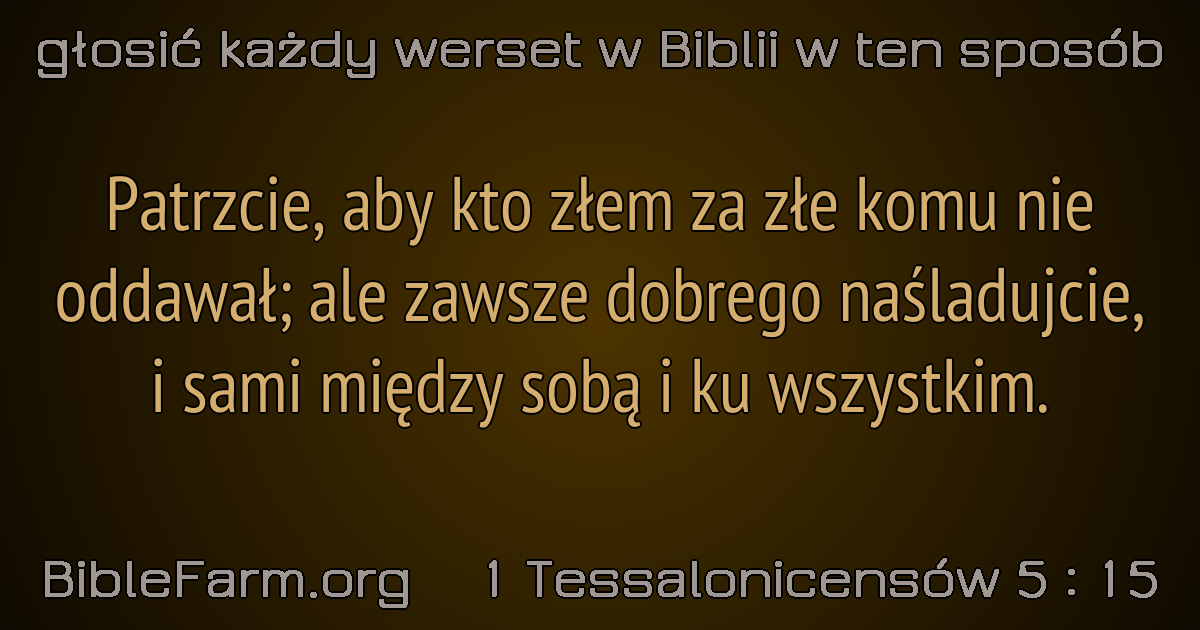 głosić każdy werset w Biblii w ten sposób
Patrzcie, aby kto złem za złe komu nie
oddawał; ale zawsze dobrego naśladujcie,
i sami między sobą i ku wszystkim.
BibleFarm.org 1 Tessalonicensów 5 : 15